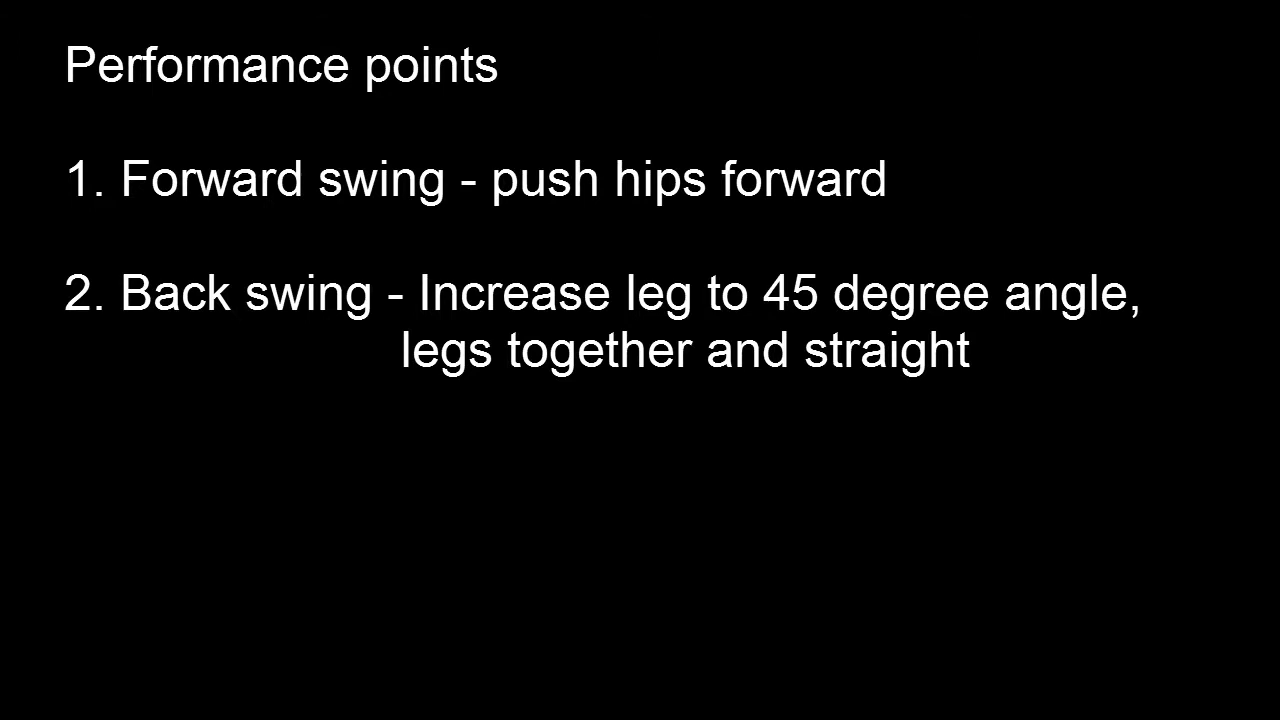 Performance points
1. Forward swing - push hips forward
2. Back swing - Increase leg to 45 degree angle,
legs together and straight